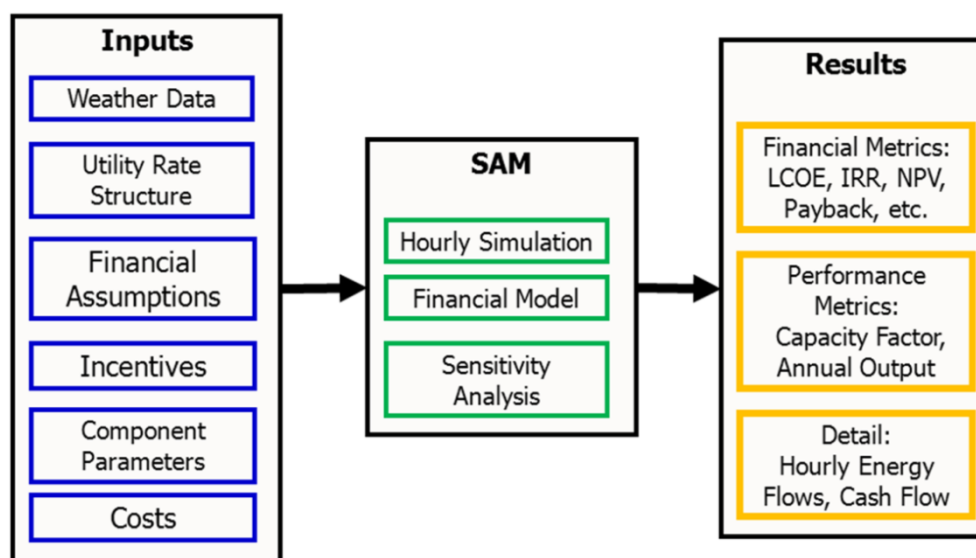 Inputs
Weather Data
Utility Rate
Structure
Financial
Assumptions
Incentives
Component
Parameters
Costs
SAM
Hourly Simulation
Financial Model
Sensitivity
Analysis
Results
Financial Metrics:
LCOE, IRR, NPV,
Payback, etc.
Performance
Metrics:
Capacity Factor,
Annual Output
Detail:
Hourly Energy
Flows, Cash Flow